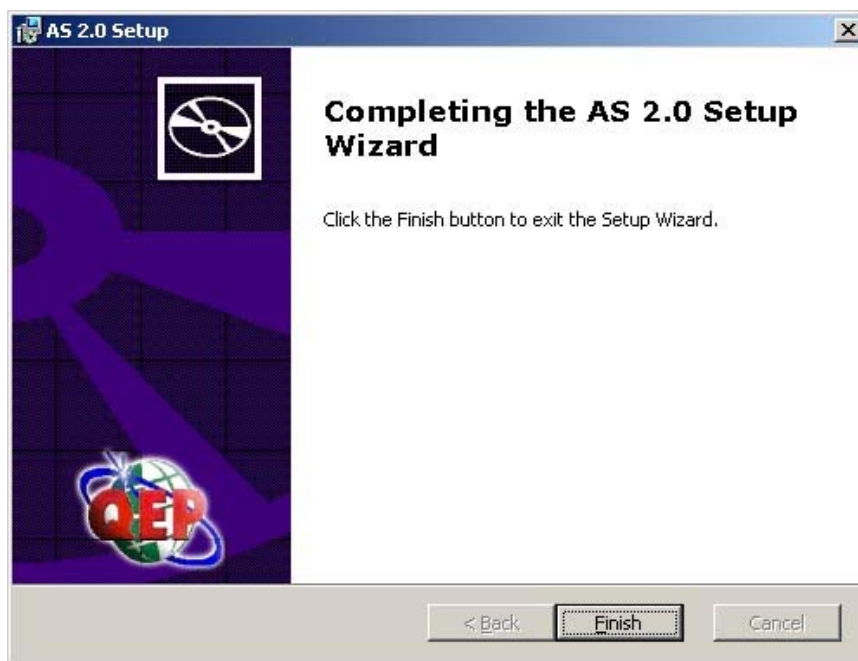 AS 2.0 Setup
Completing the AS 2.0 Setup
Wizard
Click the Finish button to exit the Setup Wizard.
QEP
< Back
Finish
Cancel